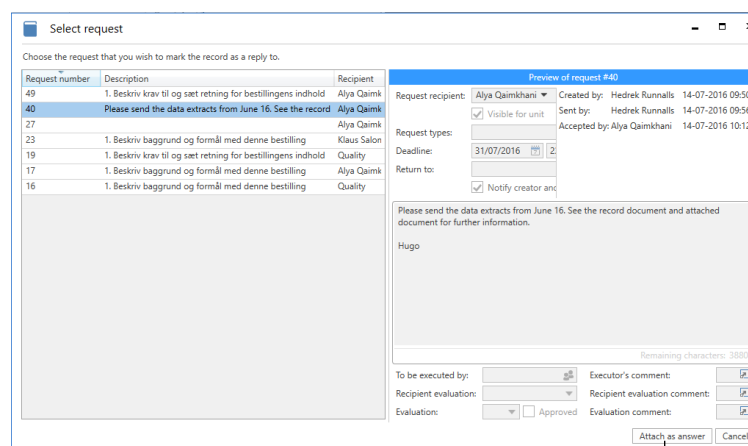 Select request
Choose the request that you wish to mark the record as a reply to.
Request number Description Recipient
49 1. Beskriv krav til og sæt retning for bestillingens indhold Alya Qaimk
40 Please send the data extracts from June 16. See the record Alya Qaimk
27 Alya Qaimk
23 1. Beskriv baggrund og formål med denne bestilling Klaus Salon
19 1. Beskriv krav til og sæt retning for bestillingens indhold Quality
17 1. Beskriv baggrund og formål med denne bestilling Alya Qaimk
16 1. Beskriv baggrund og formål med denne bestilling Quality
Preview of request #40
Request recipient: Alya Qaimkhani Created by: Hedrek Runnalls 14-07-2016 09:50
Visible for unit Sent by: Hedrek Runnalls 14-07-2016 09:56
Request types: Accepted by: Alya Qaimkhani 14-07-2016 10:12
Deadline: 31/07/2016 2
Return to:
Notify creator and
Please send the data extracts from June 16. See the record document and attached
document for further information.
Hugo
Remaining characters: 3880
To be executed by: Executor's comment:
Recipient evaluation: Recipient evaluation comment:
Evaluation: Approved Evaluation comment:
Attach as answer Cancel